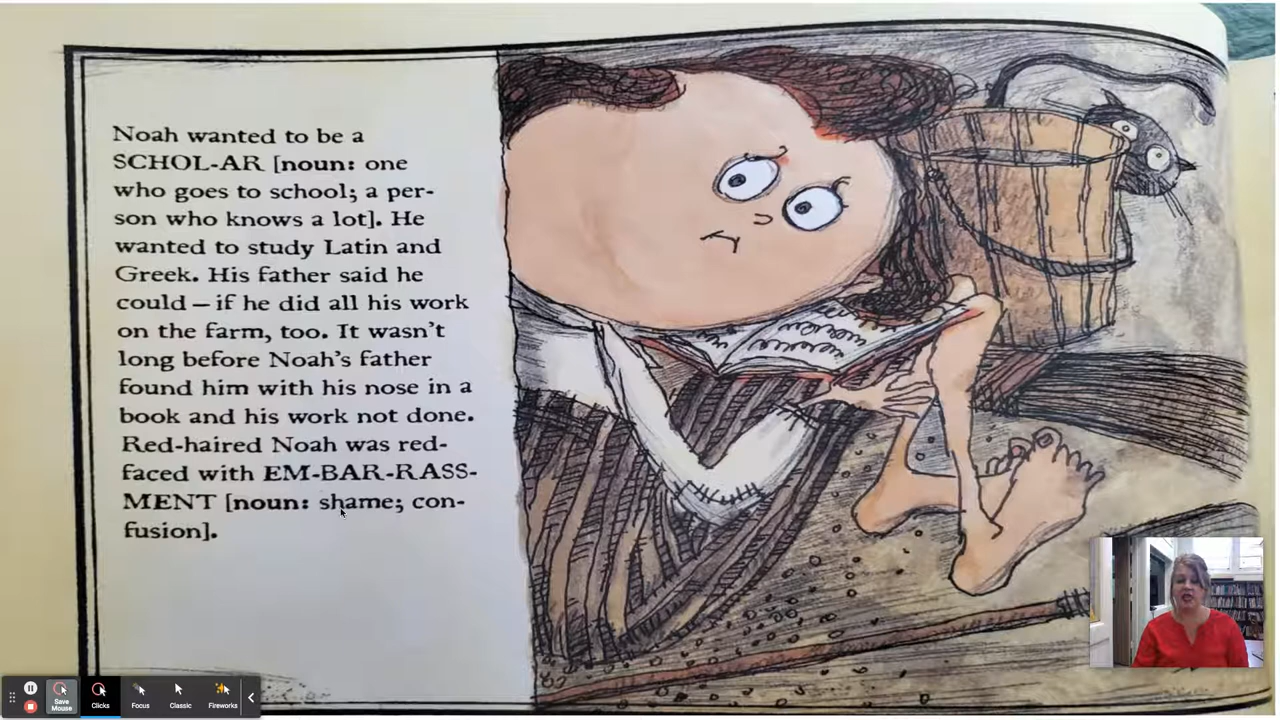 Noah wanted to be a
SCHOL-AR [noun: one
who goes to school; a per-
son who knows a lot]. He
wanted to study Latin and
Greek. His father said he
could – if he did all his work
on the farm, too. It wasn't
long before Noah's father
found him with his nose in a
book and his work not done.
Red-haired Noah was red-
faced with EM-BAR-RASS-
MENT [noun: shame; con-
fusion].
Save Mouse
Clicks
Focus
Classic
Fireworks